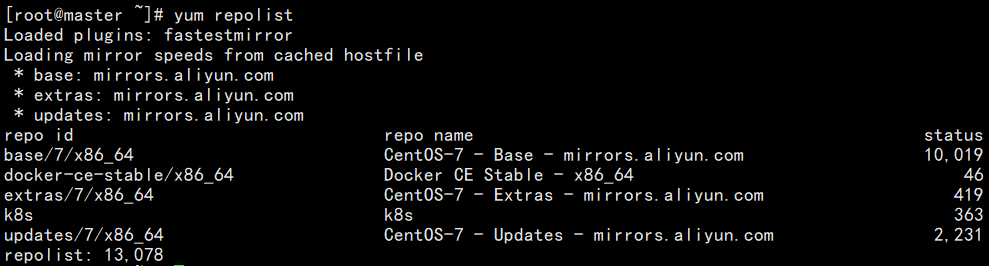 [root@master ~]# yum repolist
Loaded plugins: fastestmirror
Loading mirror speeds from cached hostfile
 * base: mirrors.aliyun.com
 * extras: mirrors.aliyun.com
 * updates: mirrors.aliyun.com
repo id repo name status
base/7/x86_64 CentOS-7 - Base - mirrors.aliyun.com 10,019
docker-ce-stable/x86_64 Docker CE Stable - x86_64 46
extras/7/x86_64 CentOS-7 - Extras - mirrors.aliyun.com 419
k8s k8s 363
updates/7/x86_64 CentOS-7 - Updates - mirrors.aliyun.com 2,231
repolist: 13,078